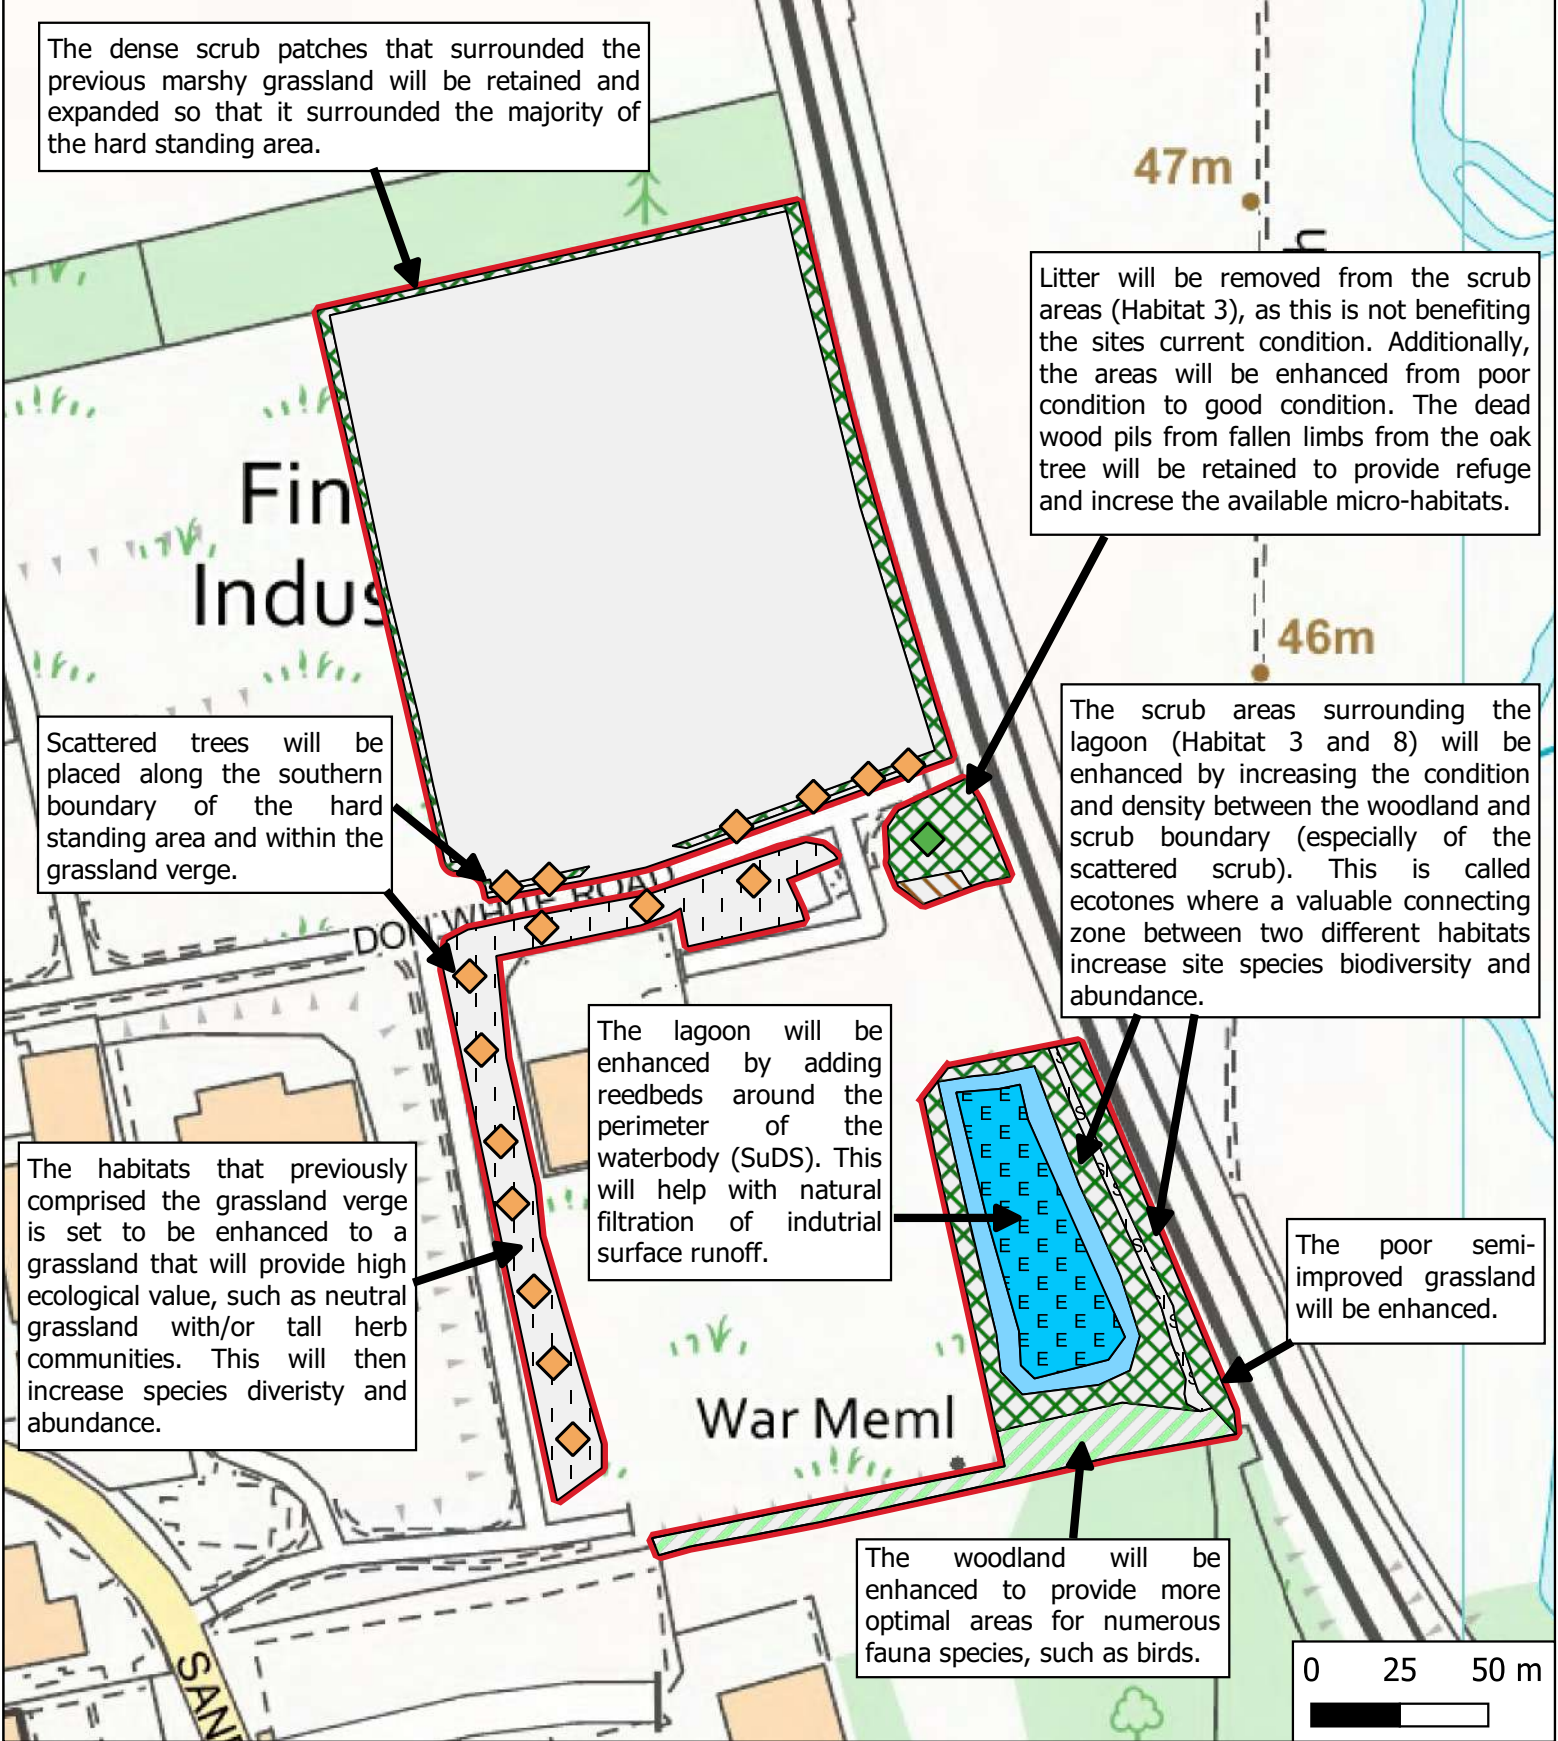 The dense scrub patches that surrounded the
previous marshy grassland will be retained and
expanded so that it surrounded the majority of
the hard standing area.
47m
h
Litter will be removed from the scrub
areas (Habitat 3), as this is not benefiting
the sites current condition. Additionally,
the areas will be enhanced from poor
condition to good condition. The dead
wood pils from fallen limbs from the oak
tree will be retained to provide refuge
and increse the available micro-habitats.
Fin
Indus
46m
Scattered trees will be
placed along the southern
boundary of the hard
standing area and within the
grassland verge.
The scrub areas surrounding the
lagoon (Habitat 3 and 8) will be
enhanced by increasing the condition
and density between the woodland and
scrub boundary (especially of the
scattered scrub). This is called
ecotones where a valuable connecting
zone between two different habitats
increase site species biodiversity and
abundance.
DON WHITE ROAD
The lagoon will be
enhanced by adding
reedbeds around the
perimeter of the
waterbody (SuDS). This
will help with natural
filtration of indutrial
surface runoff.
The habitats that previously
comprised the grassland verge
is set to be enhanced to a
grassland that will provide high
ecological value, such as neutral
grassland with/or tall herb
communities. This will then
increase species diveristy and
abundance.
The poor semi-
improved grassland
will be enhanced.
War Meml
The woodland will be
enhanced to provide more
optimal areas for numerous
fauna species, such as birds.
SAND
0 25 50 m